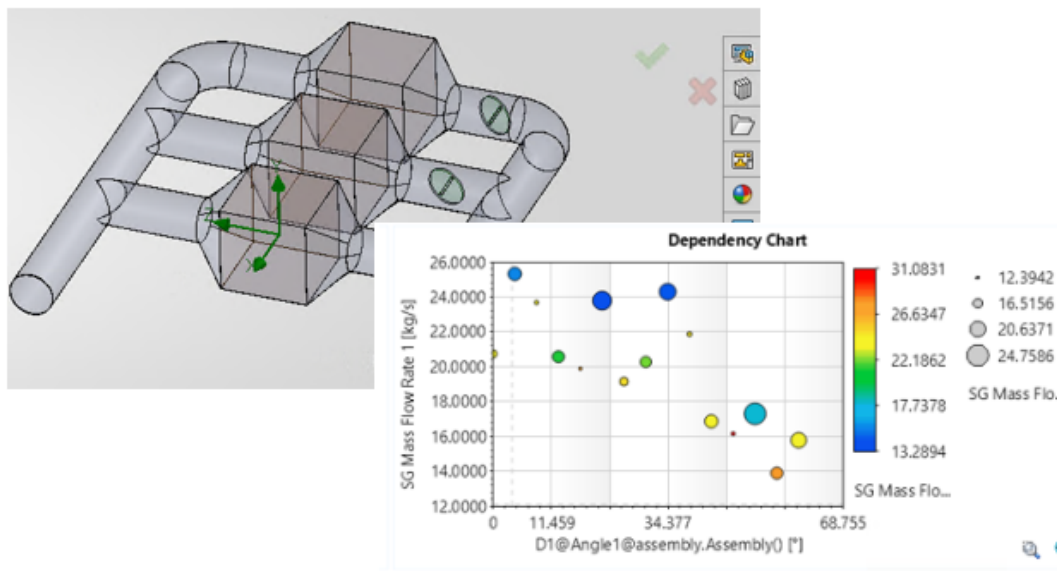 Y
Z
X
Dependency Chart
SG Mass Flow Rate 1 [kg/s]
26.0000
24.0000
22.0000
20.0000
18.0000
16.0000
14.0000
12.0000
0 11.459 34.377 68.755
D1@Angle1@assembly.Assembly() [°]
31.0831
26.6347
22.1862
17.7378
13.2894
SG Mass Flo...
12.3942
16.5156
20.6371
24.7586
SG Mass Flo.